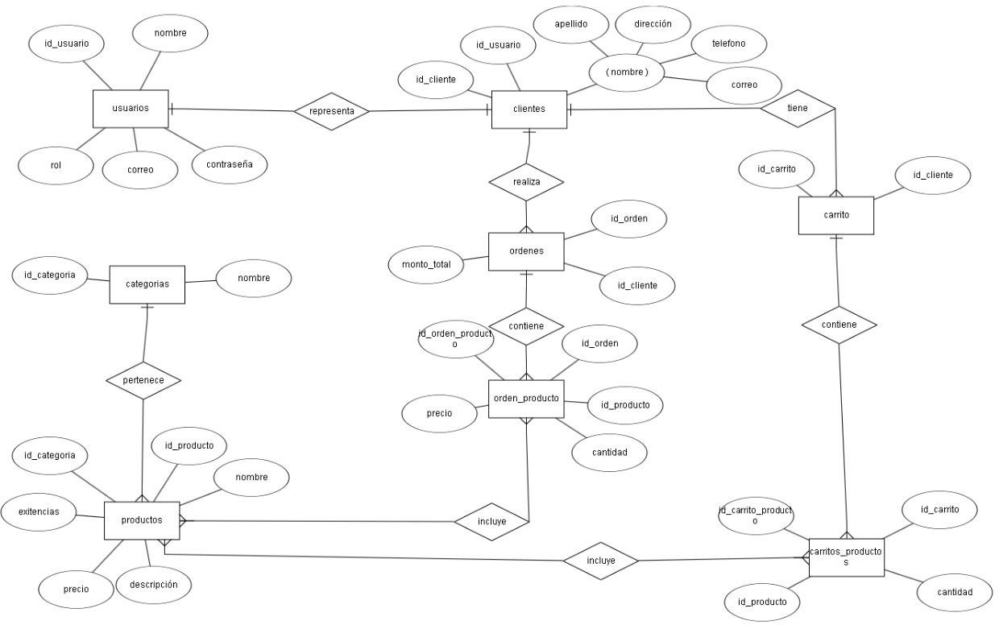 apellido
dirección
nombre
id_usuario
id_usuario
telefono
( nombre )
id_cliente
correo
usuarios
representa
clientes
tiene
rol
correo
contraseña
id_carrito
id_cliente
realiza
carrito
id_orden
ordenes
monto_total
id_categoria
categorias
nombre
id_cliente
contiene
contiene
id_orden_product
o
id_orden
pertenece
orden_producto
id_producto
precio
id_producto
id_categoria
cantidad
nombre
exitencias
productos
incluye
id_carrito_product
o
id_carrito
carritos_producto
s
incluye
precio
descripción
id_producto
cantidad